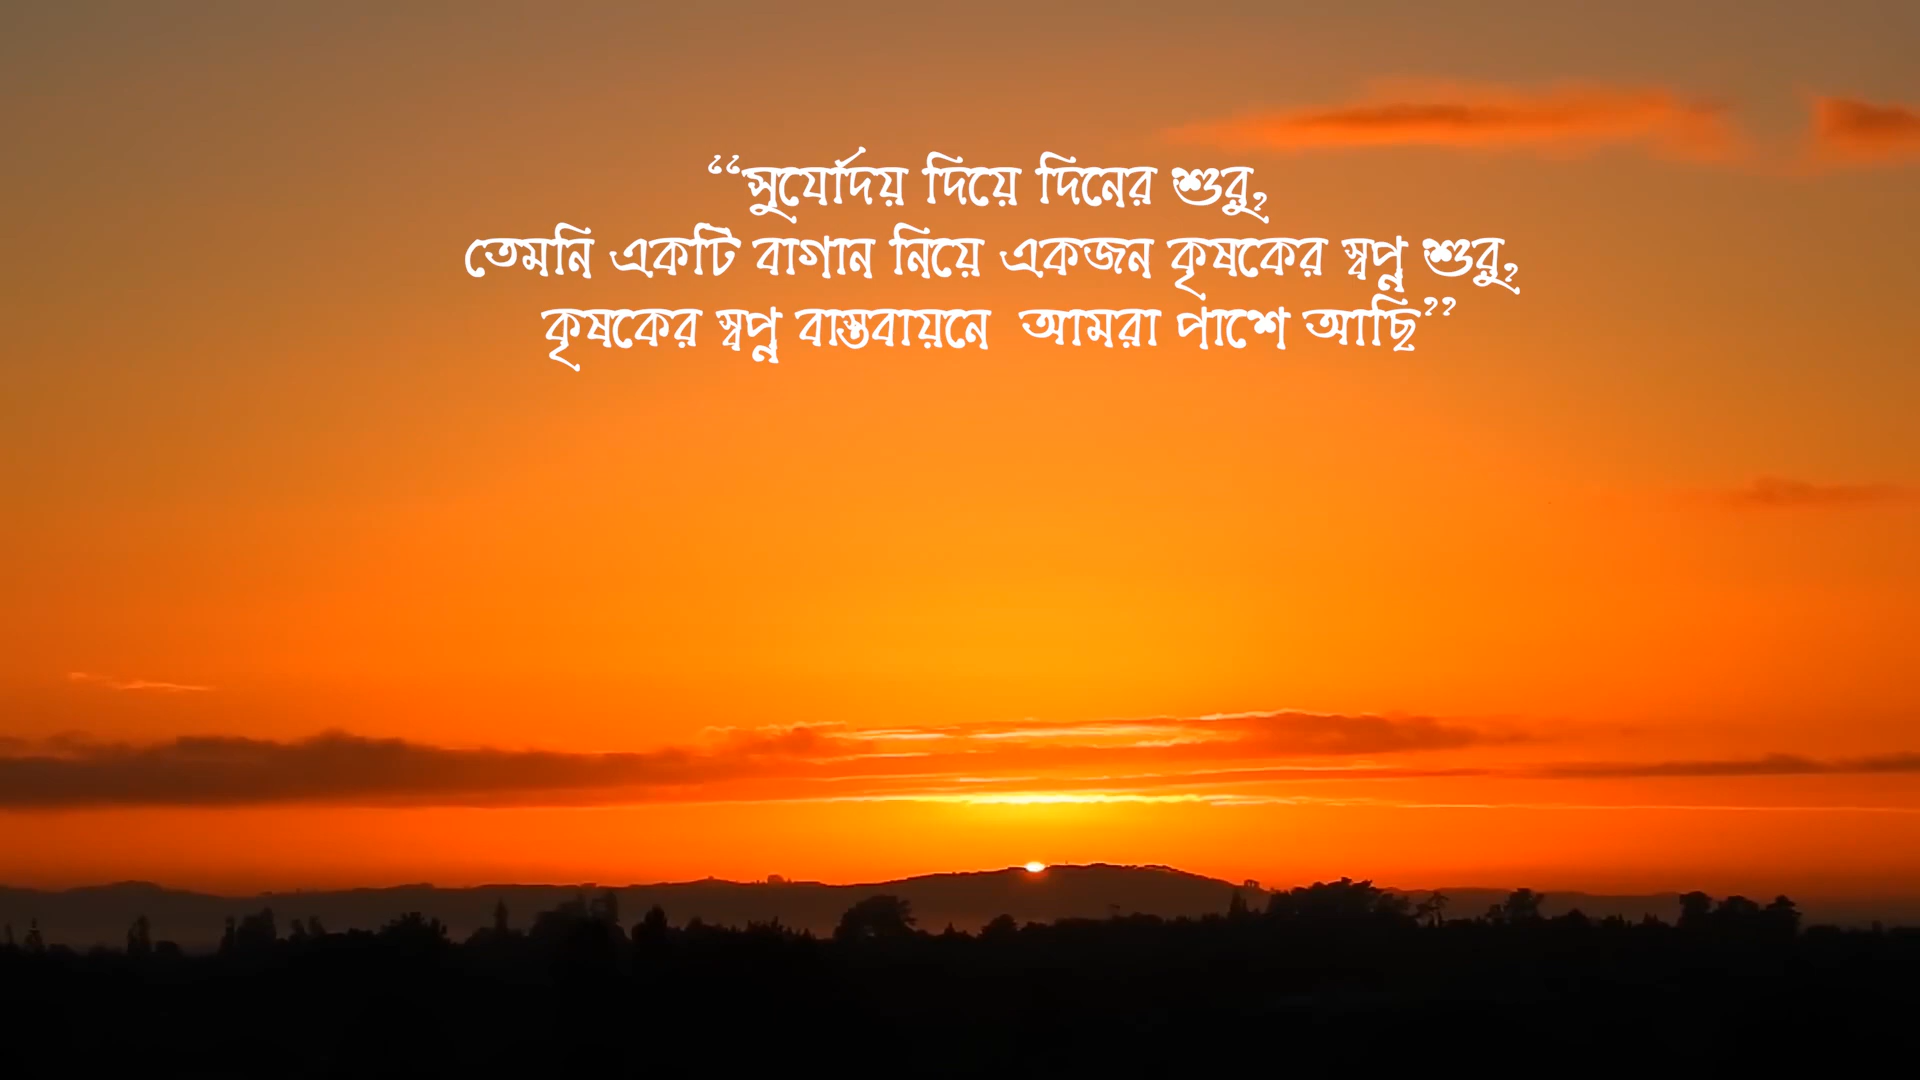 “সুর্যোদয় দিয়ে দিনের শুরু,
তেমনি একটি বাগান নিয়ে একজন কৃষকের স্বপ্ন শুরু,
কৃষকের স্বপ্ন বাস্তবায়নে আমরা পাশে আছি”